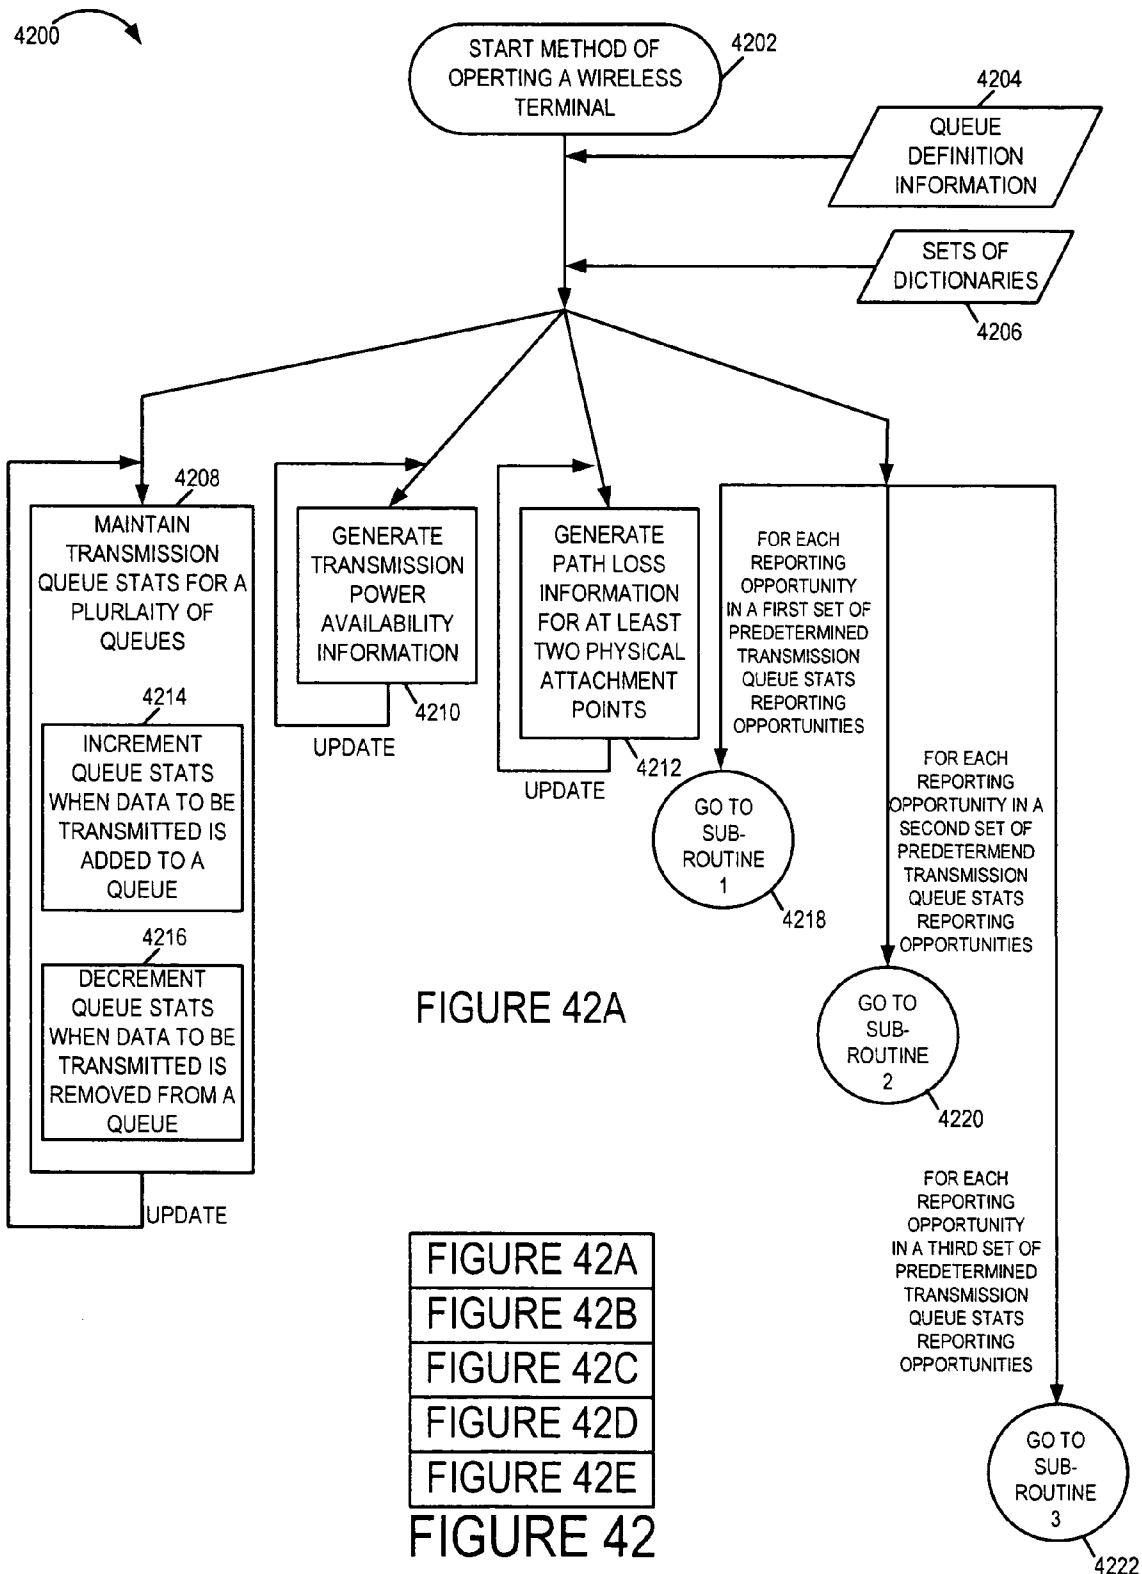 4200
START METHOD OF
OPERTING A WIRELESS
TERMINAL
4202
4204
QUEUE
DEFINITION
INFORMATION
SETS OF
DICTIONARIES
4206
4208
MAINTAIN
TRANSMISSION
QUEUE STATS FOR A
PLURLAITY OF
QUEUES
4214
INCREMENT
QUEUE STATS
WHEN DATA TO BE
TRANSMITTED IS
ADDED TO A
QUEUE
4216
DECREMENT
QUEUE STATS
WHEN DATA TO BE
TRANSMITTED IS
REMOVED FROM A
QUEUE
UPDATE
GENERATE
TRANSMISSION
POWER
AVAILABILITY
INFORMATION
4210
UPDATE
GENERATE
PATH LOSS
INFORMATION
FOR AT LEAST
TWO PHYSICAL
ATTACHMENT
POINTS
4212
UPDATE
FOR EACH
REPORTING
OPPORTUNITY
IN A FIRST SET OF
PREDETERMINED
TRANSMISSION
QUEUE STATS
REPORTING
OPPORTUNITIES
GO TO
SUB-
ROUTINE
1
4218
FOR EACH
REPORTING
OPPORTUNITY IN A
SECOND SET OF
PREDETERMEND
TRANSMISSION
QUEUE STATS
REPORTING
OPPORTUNITIES
GO TO
SUB-
ROUTINE
2
4220
FOR EACH
REPORTING
OPPORTUNITY
IN A THIRD SET OF
PREDETERMINED
TRANSMISSION
QUEUE STATS
REPORTING
OPPORTUNITIES
GO TO
SUB-
ROUTINE
3
4222
FIGURE 42A
FIGURE 42A
FIGURE 42B
FIGURE 42C
FIGURE 42D
FIGURE 42E
FIGURE 42